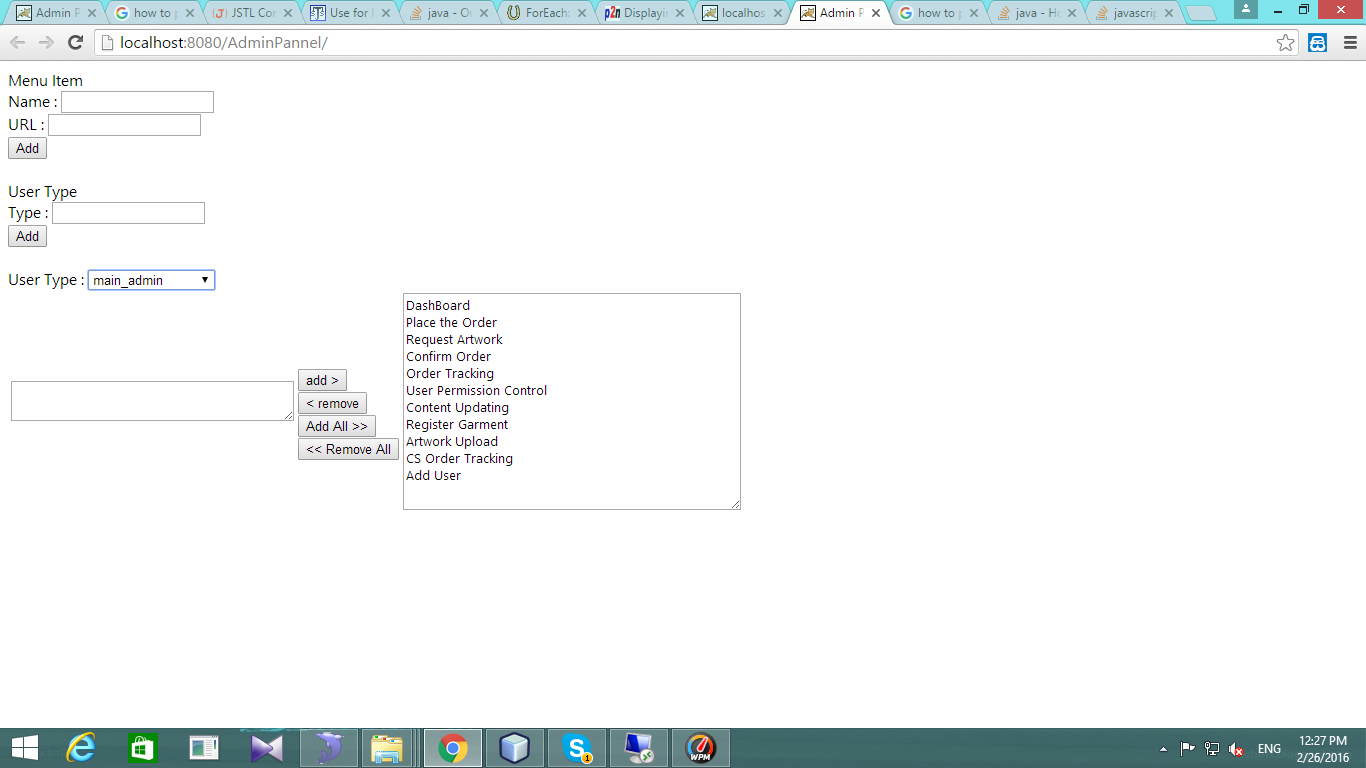 Admin P
how to p
JSTL Cor
Use for
java - O
ForEach:
Displayin
localhos
Admin P
how to p
java - Ho
javascrip
localhost:8080/AdminPannel/
Menu Item
Name :
URL :
Add
User Type
Type :
Add
User Type : main_admin
add >
< remove
Add All >>
<< Remove All
DashBoard
Place the Order
Request Artwork
Confirm Order
Order Tracking
User Permission Control
Content Updating
Register Garment
Artwork Upload
CS Order Tracking
Add User
WPM
1
ENG
12:27 PM
2/26/2016